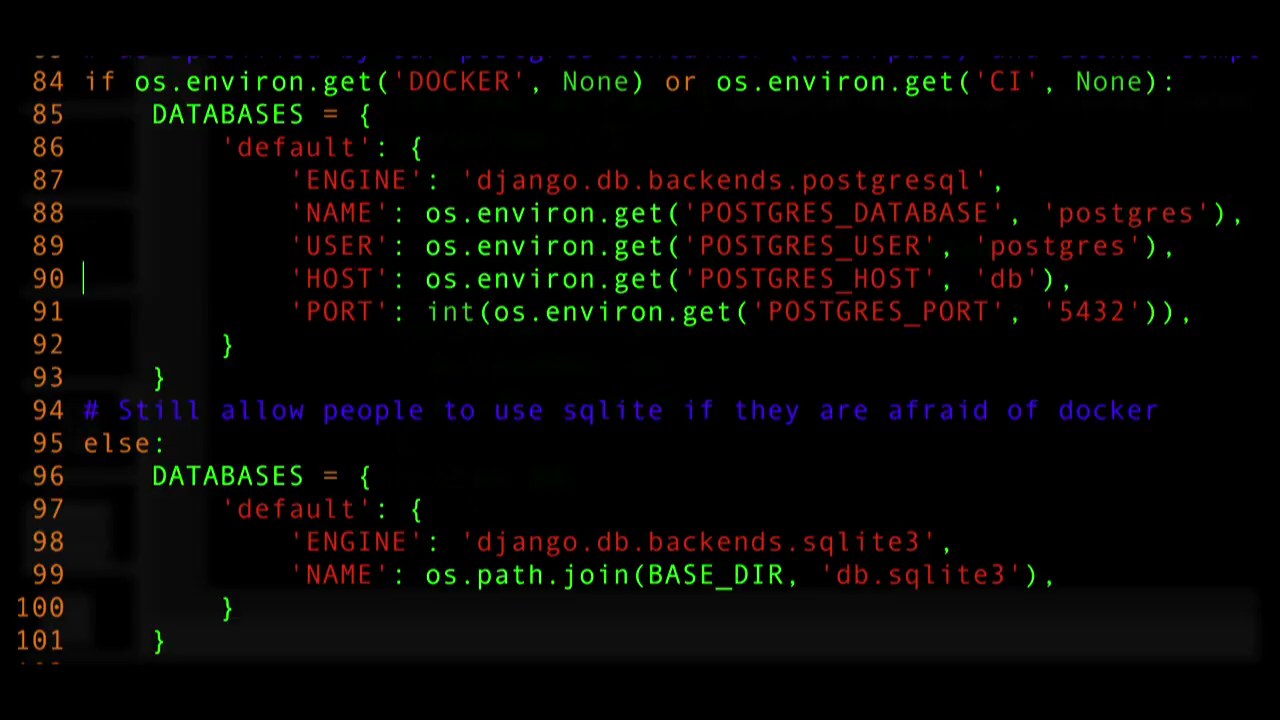 84 if os.environ.get('DOCKER', None) or os.environ.get('CI', None):
85     DATABASES = {
86         'default': {
87             'ENGINE': 'django.db.backends.postgresql',
88             'NAME': os.environ.get('POSTGRES_DATABASE', 'postgres'),
89             'USER': os.environ.get('POSTGRES_USER', 'postgres'),
90             'HOST': os.environ.get('POSTGRES_HOST', 'db'),
91             'PORT': int(os.environ.get('POSTGRES_PORT', '5432')),
92         }
93     }
94 # Still allow people to use sqlite if they are afraid of docker
95 else:
96     DATABASES = {
97         'default': {
98             'ENGINE': 'django.db.backends.sqlite3',
99             'NAME': os.path.join(BASE_DIR, 'db.sqlite3'),
100         }
101     }